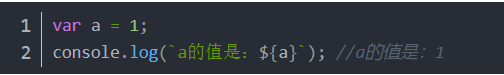 1 var a = 1;
2 console.log(`a的值是：${a}`); //a的值是：1